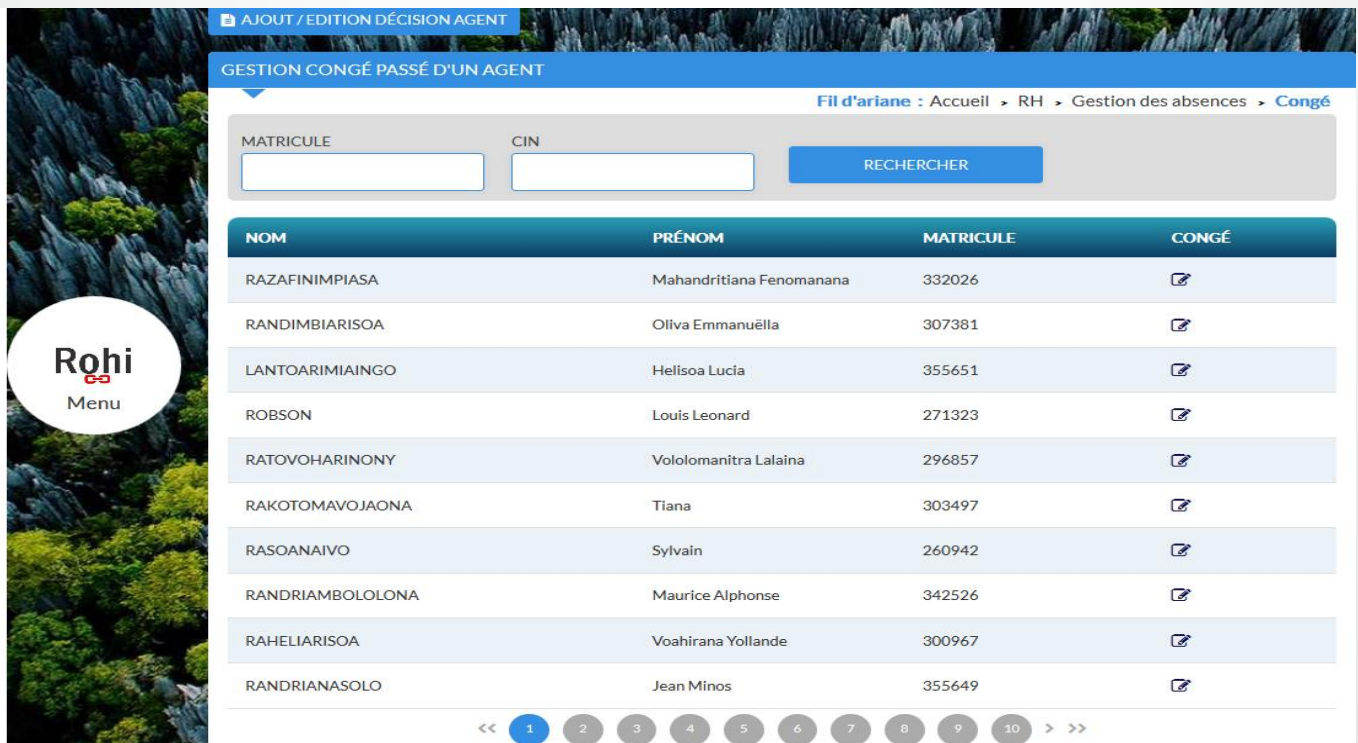 AJOUT / EDITION DÉCISION AGENT
GESTION CONGÉ PASSÉ D'UN AGENT
Fil d'ariane : Accueil ▸ RH ▸ Gestion des absences ▸ Congé
MATRICULE CIN
RECHERCHER
NOM PRÉNOM MATRICULE CONGÉ
RAZAFINIMPIASA Mahandritiana Fenomanana 332026
RANDIMBIARISOA Oliva Emmanuëlla 307381
LANTOARIMIAINGO Helisoa Lucia 355651
Rohi
Menu
ROBSON Louis Leonard 271323
RATOVOHARINONY Vololomanitra Lalaina 296857
RAKOTOMAVOJAONA Tiana 303497
RASOANAIVO Sylvain 260942
RANDRIAMBOLOLONA Maurice Alphonse 342526
RAHELIARISOA Voahirana Yollande 300967
RANDRIANASOLO Jean Minos 355649
<< 1 2 3 4 5 6 7 8 9 10 > >>